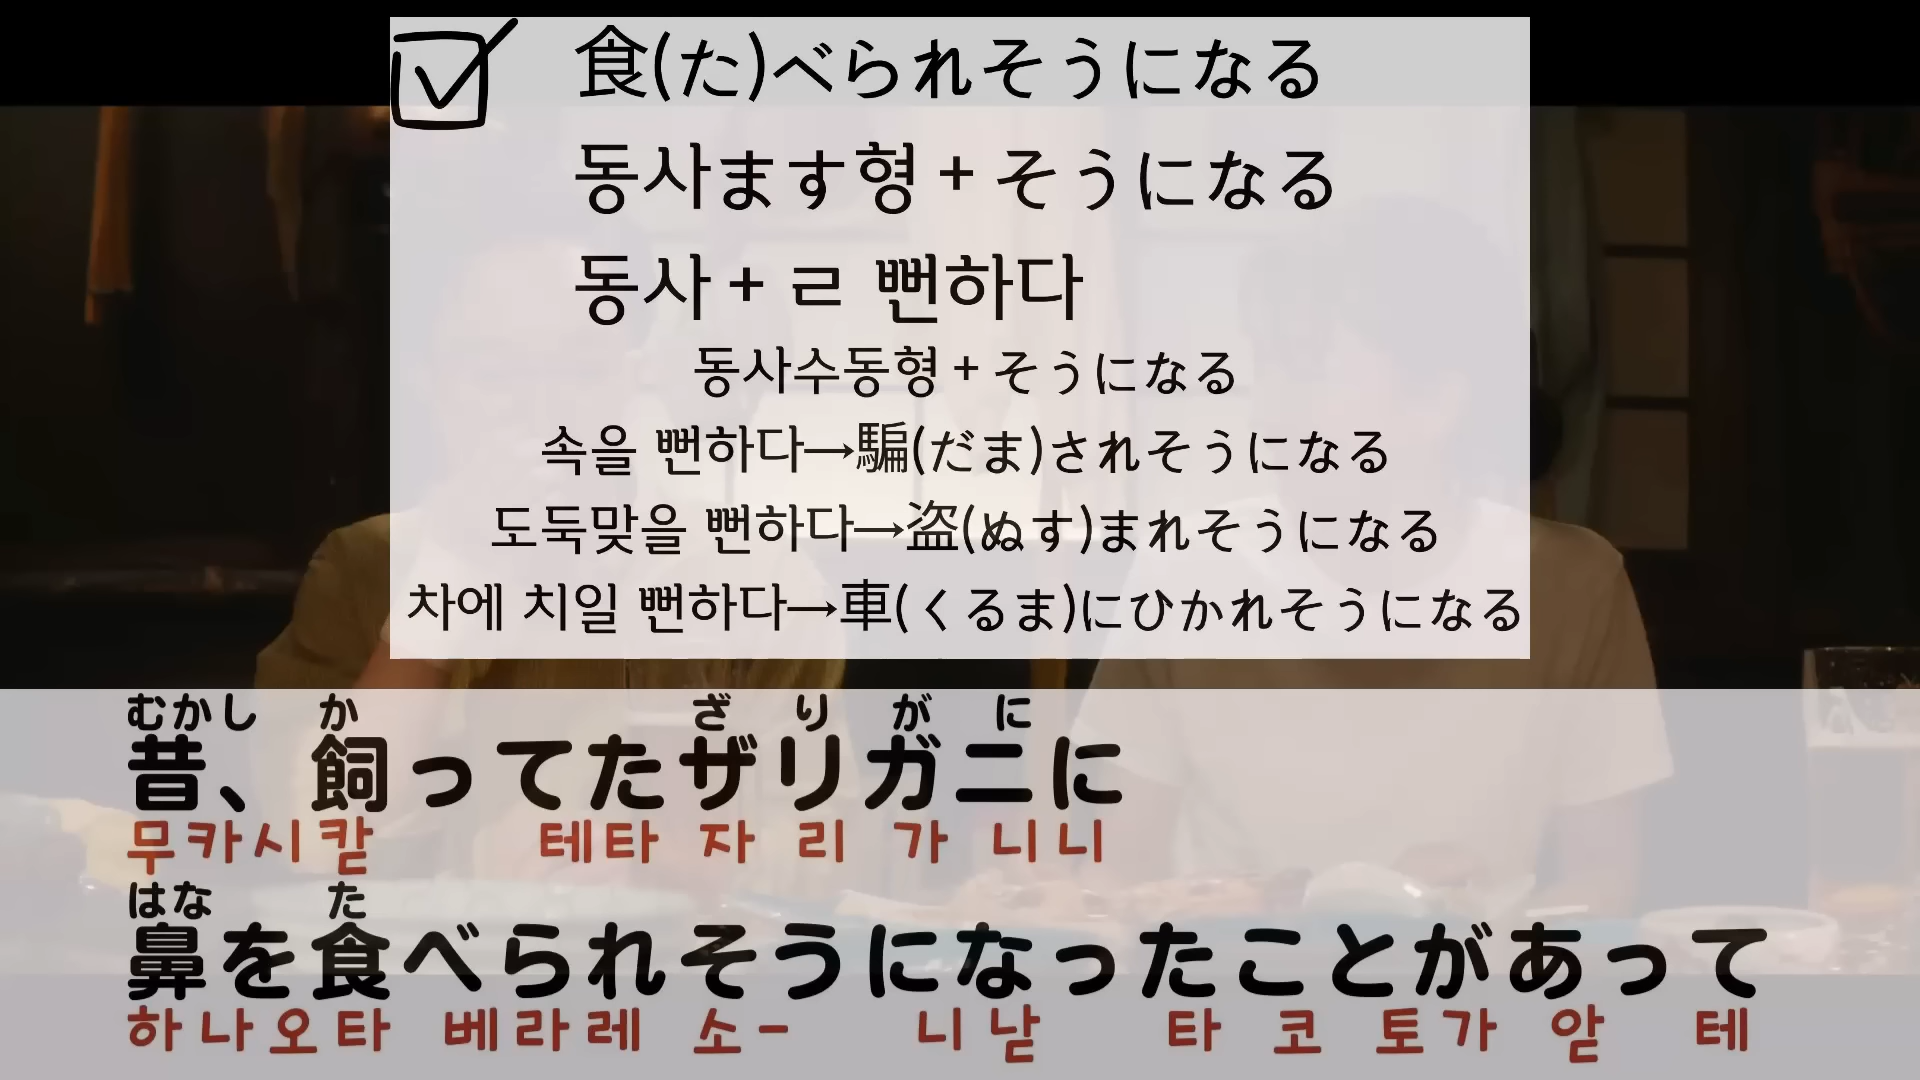 食(た)べられそうになる
동사ます형 + そうになる
동사 + ㄹ 뻔하다
동사수동형 + そうになる
속을 뻔하다→騙(だま)されそうになる
도둑맞을 뻔하다→盗(ぬす)まれそうになる
차에 치일 뻔하다→車(くるま)にひかれそうになる
むかし か ざ り が に
昔、飼ってたザリガニに
무카시캍 테타 자 리 가 니니
はな た
鼻を食べられそうになったことがあって
하나오타 베라레 소- 니낟 타 코 토가 앋 테